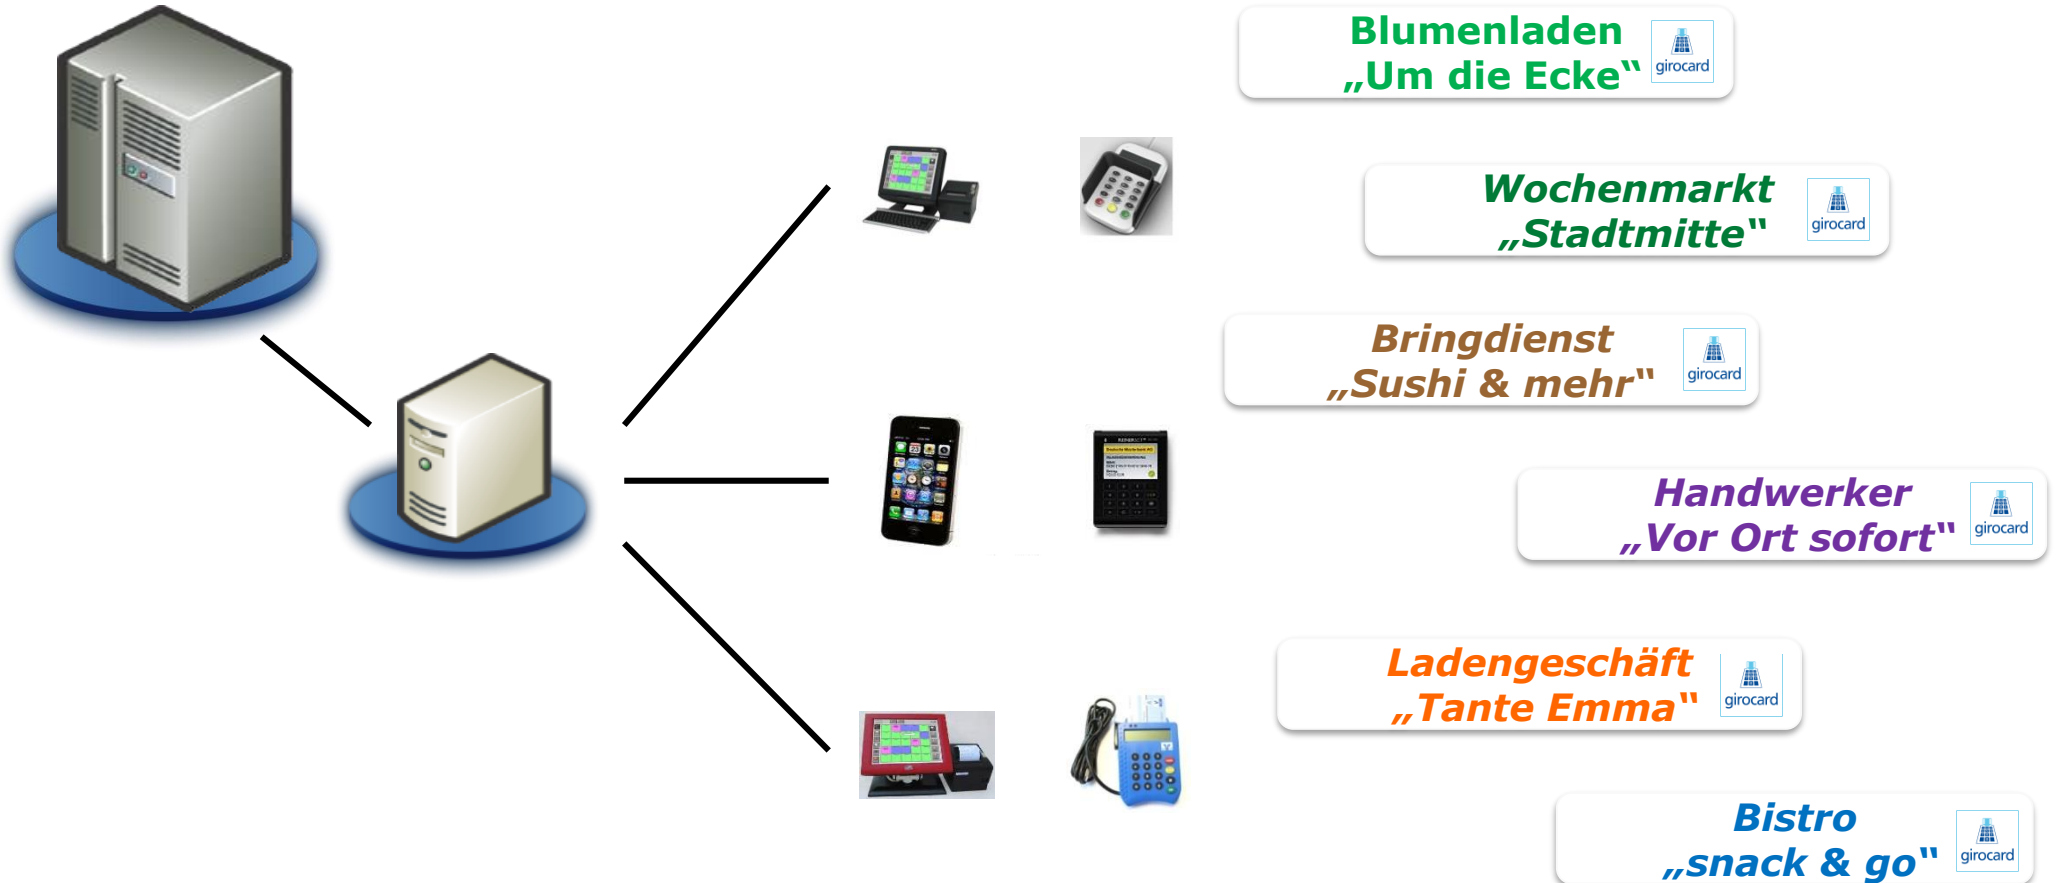 Blumenladen
„Um die Ecke“
girocard
Wochenmarkt
„Stadtmitte“
girocard
Bringdienst
„Sushi & mehr“
girocard
Handwerker
„Vor Ort sofort“
girocard
Ladengeschäft
„Tante Emma“
girocard
Bistro
„snack & go“
girocard